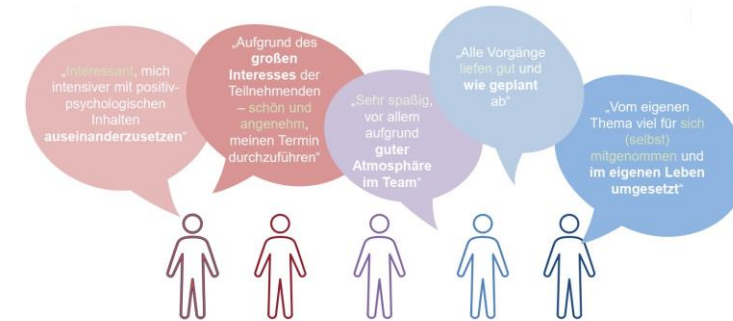 „Interessant, mich
intensiver mit positiv-
psychologischen
Inhalten
auseinanderzusetzen“
„Aufgrund des
großen
Interesses der
Teilnehmenden
– schön und
angenehm,
meinen Termin
durchzuführen“
„Sehr spaßig,
vor allem
aufgrund
guter
Atmosphäre
im Team“
„Alle Vorgänge
liefen gut und
wie geplant
ab“
„Vom eigenen
Thema viel für sich
(selbst)
mitgenommen und
im eigenen Leben
umgesetzt“